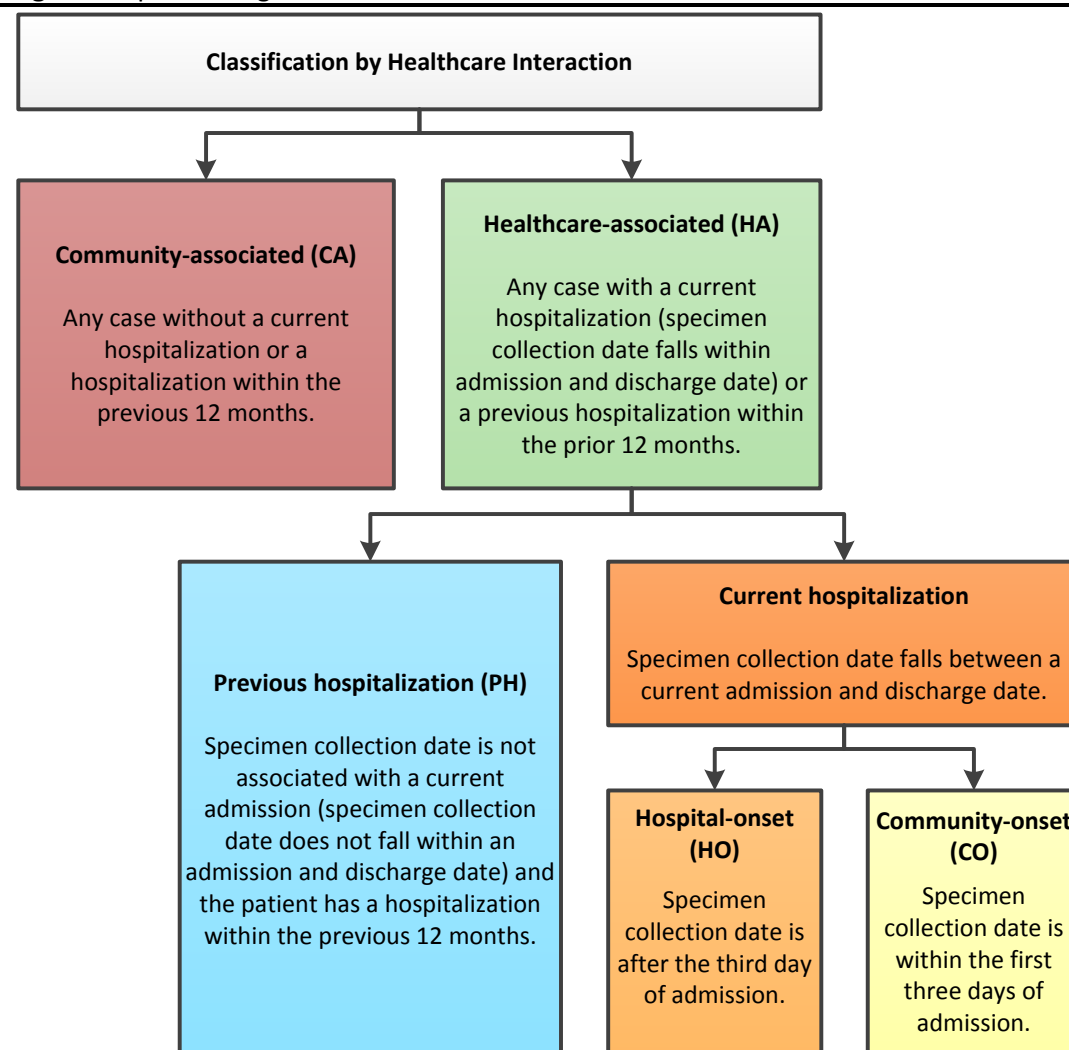 Classification by Healthcare Interaction
Community-associated (CA)
Any case without a current
hospitalization or a
hospitalization within the
previous 12 months.
Healthcare-associated (HA)
Any case with a current
hospitalization (specimen
collection date falls within
admission and discharge date) or
a previous hospitalization within
the prior 12 months.
Previous hospitalization (PH)
Specimen collection date is not
associated with a current
admission (specimen collection
date does not fall within an
admission and discharge date) and
the patient has a hospitalization
within the previous 12 months.
Current hospitalization
Specimen collection date falls between a
current admission and discharge date.
Hospital-onset
(HO)
Specimen
collection date is
after the third day
of admission.
Community-onset
(CO)
Specimen
collection date is
within the first
three days of
admission.